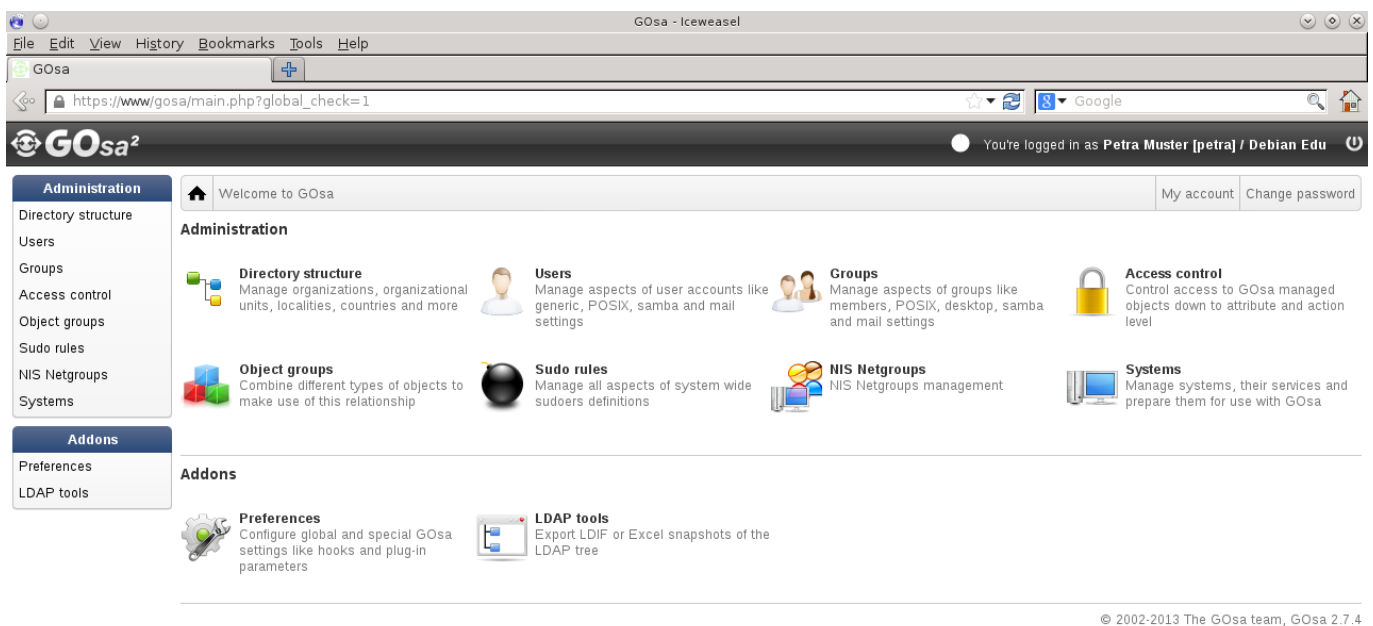 GOsa - Iceweasel
File Edit View History Bookmarks Tools Help
GOsa
https://www/gosa/main.php?global_check=1
8 Google
GOsa²
You're logged in as Petra Muster [petra] / Debian Edu
Administration
Directory structure
Users
Groups
Access control
Object groups
Sudo rules
NIS Netgroups
Systems
Addons
Preferences
LDAP tools
Welcome to GOsa
My account
Change password
Administration
Directory structure
Manage organizations, organizational
units, localities, countries and more
Users
Manage aspects of user accounts like
generic, POSIX, samba and mail
settings
Groups
Manage aspects of groups like
members, POSIX, desktop, samba
and mail settings
Access control
Control access to GOsa managed
objects down to attribute and action
level
Object groups
Combine different types of objects to
make use of this relationship
Sudo rules
Manage all aspects of system wide
sudoers definitions
NIS Netgroups
NIS Netgroups management
Systems
Manage systems, their services and
prepare them for use with GOsa
Addons
Preferences
Configure global and special GOsa
settings like hooks and plug-in
parameters
LDAP tools
Export LDIF or Excel snapshots of the
LDAP tree
© 2002-2013 The GOsa team, GOsa 2.7.4